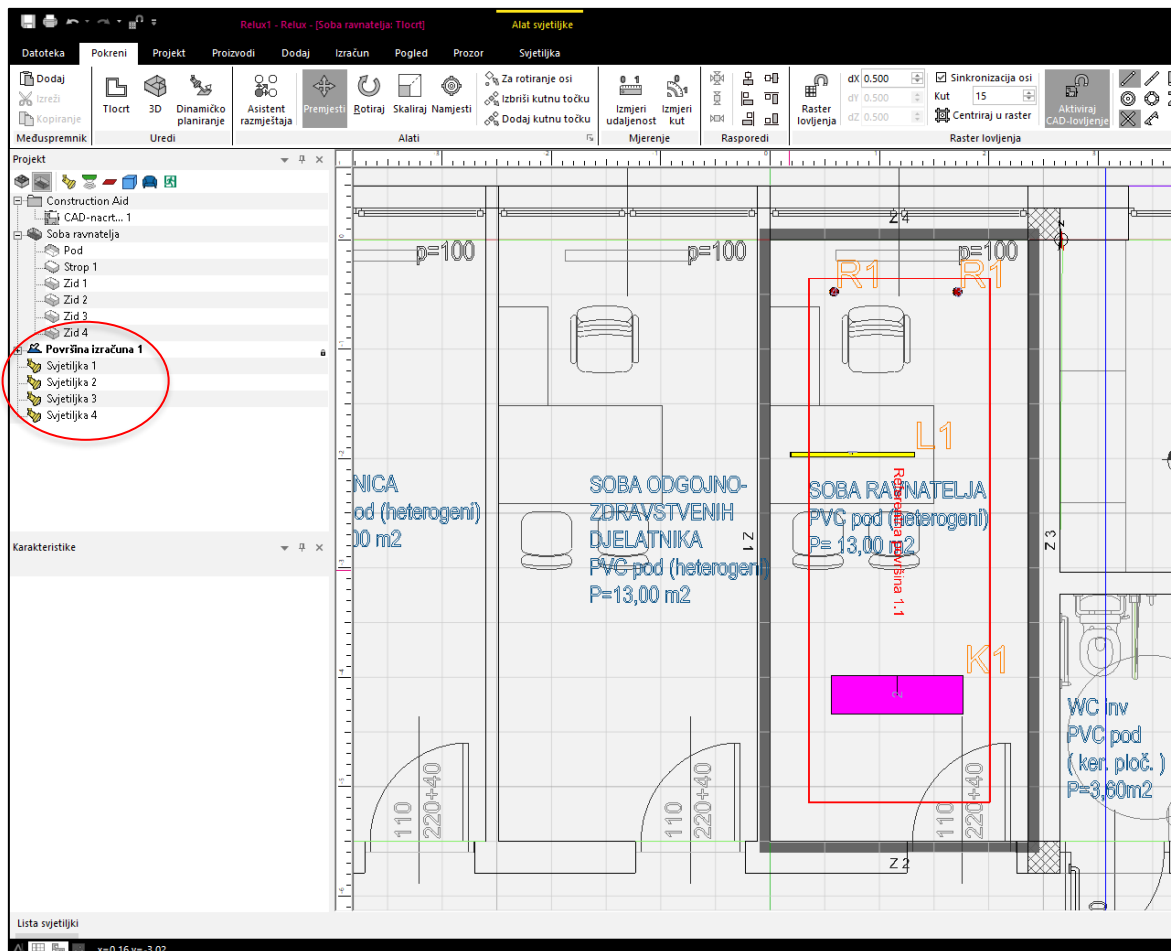 Relux1 - Relux - [Soba ravnatelja: Tlocrt]
Alat svjetiljke
Datoteka Pokreni Projekt Proizvodi Dodaj Izračun Pogled Prozor Svjetiljka
Dodaj
Izreži
Kopiranje
Međuspremnik
Tlocrt
3D
Dinamičko
planiranje
Uredi
Asistent
razmještaja
Premjesti
Rotiraj
Skaliraj
Namjesti
Za rotiranje osi
Izbriši kutnu točku
Dodaj kutnu točku
Alati
Izmjeri
udaljenost
Izmjeri
kut
Mjerenje
Rasporedi
Raster
lovljenja
dX 0.500
dY 0.500
dZ 0.500
Sinkronizacija osi
Kut 15
Centriraj u raster
Raster lovljenja
Aktiviraj
CAD-lovljenje
Projekt
Construction Aid
CAD-nacrt... 1
Soba ravnatelja
Pod
Strop 1
Zid 1
Zid 2
Zid 3
Zid 4
Površina izračuna 1
Svjetiljka 1
Svjetiljka 2
Svjetiljka 3
Svjetiljka 4
Karakteristike
Lista svjetiljki
x=0.16 y=-3.02
Z 4
p=100
p=100
p=100
R1
R1
L1
NICA
od (heterogeni)
00 m2
SOBA ODGOJNO-
ZDRAVSTVENIH
DJELATNIKA
PVC pod (heterogeni)
P=13,00 m2
Z 1
SOBA RAVNATELJA
PVC pod (heterogeni)
P= 13,00 m2
Referentna površina 1.1
Z 3
K1
WC inv
PVC pod
( ker. ploč. )
P=3,60m2
110
220+40
110
220+40
110
220+40
Z 2